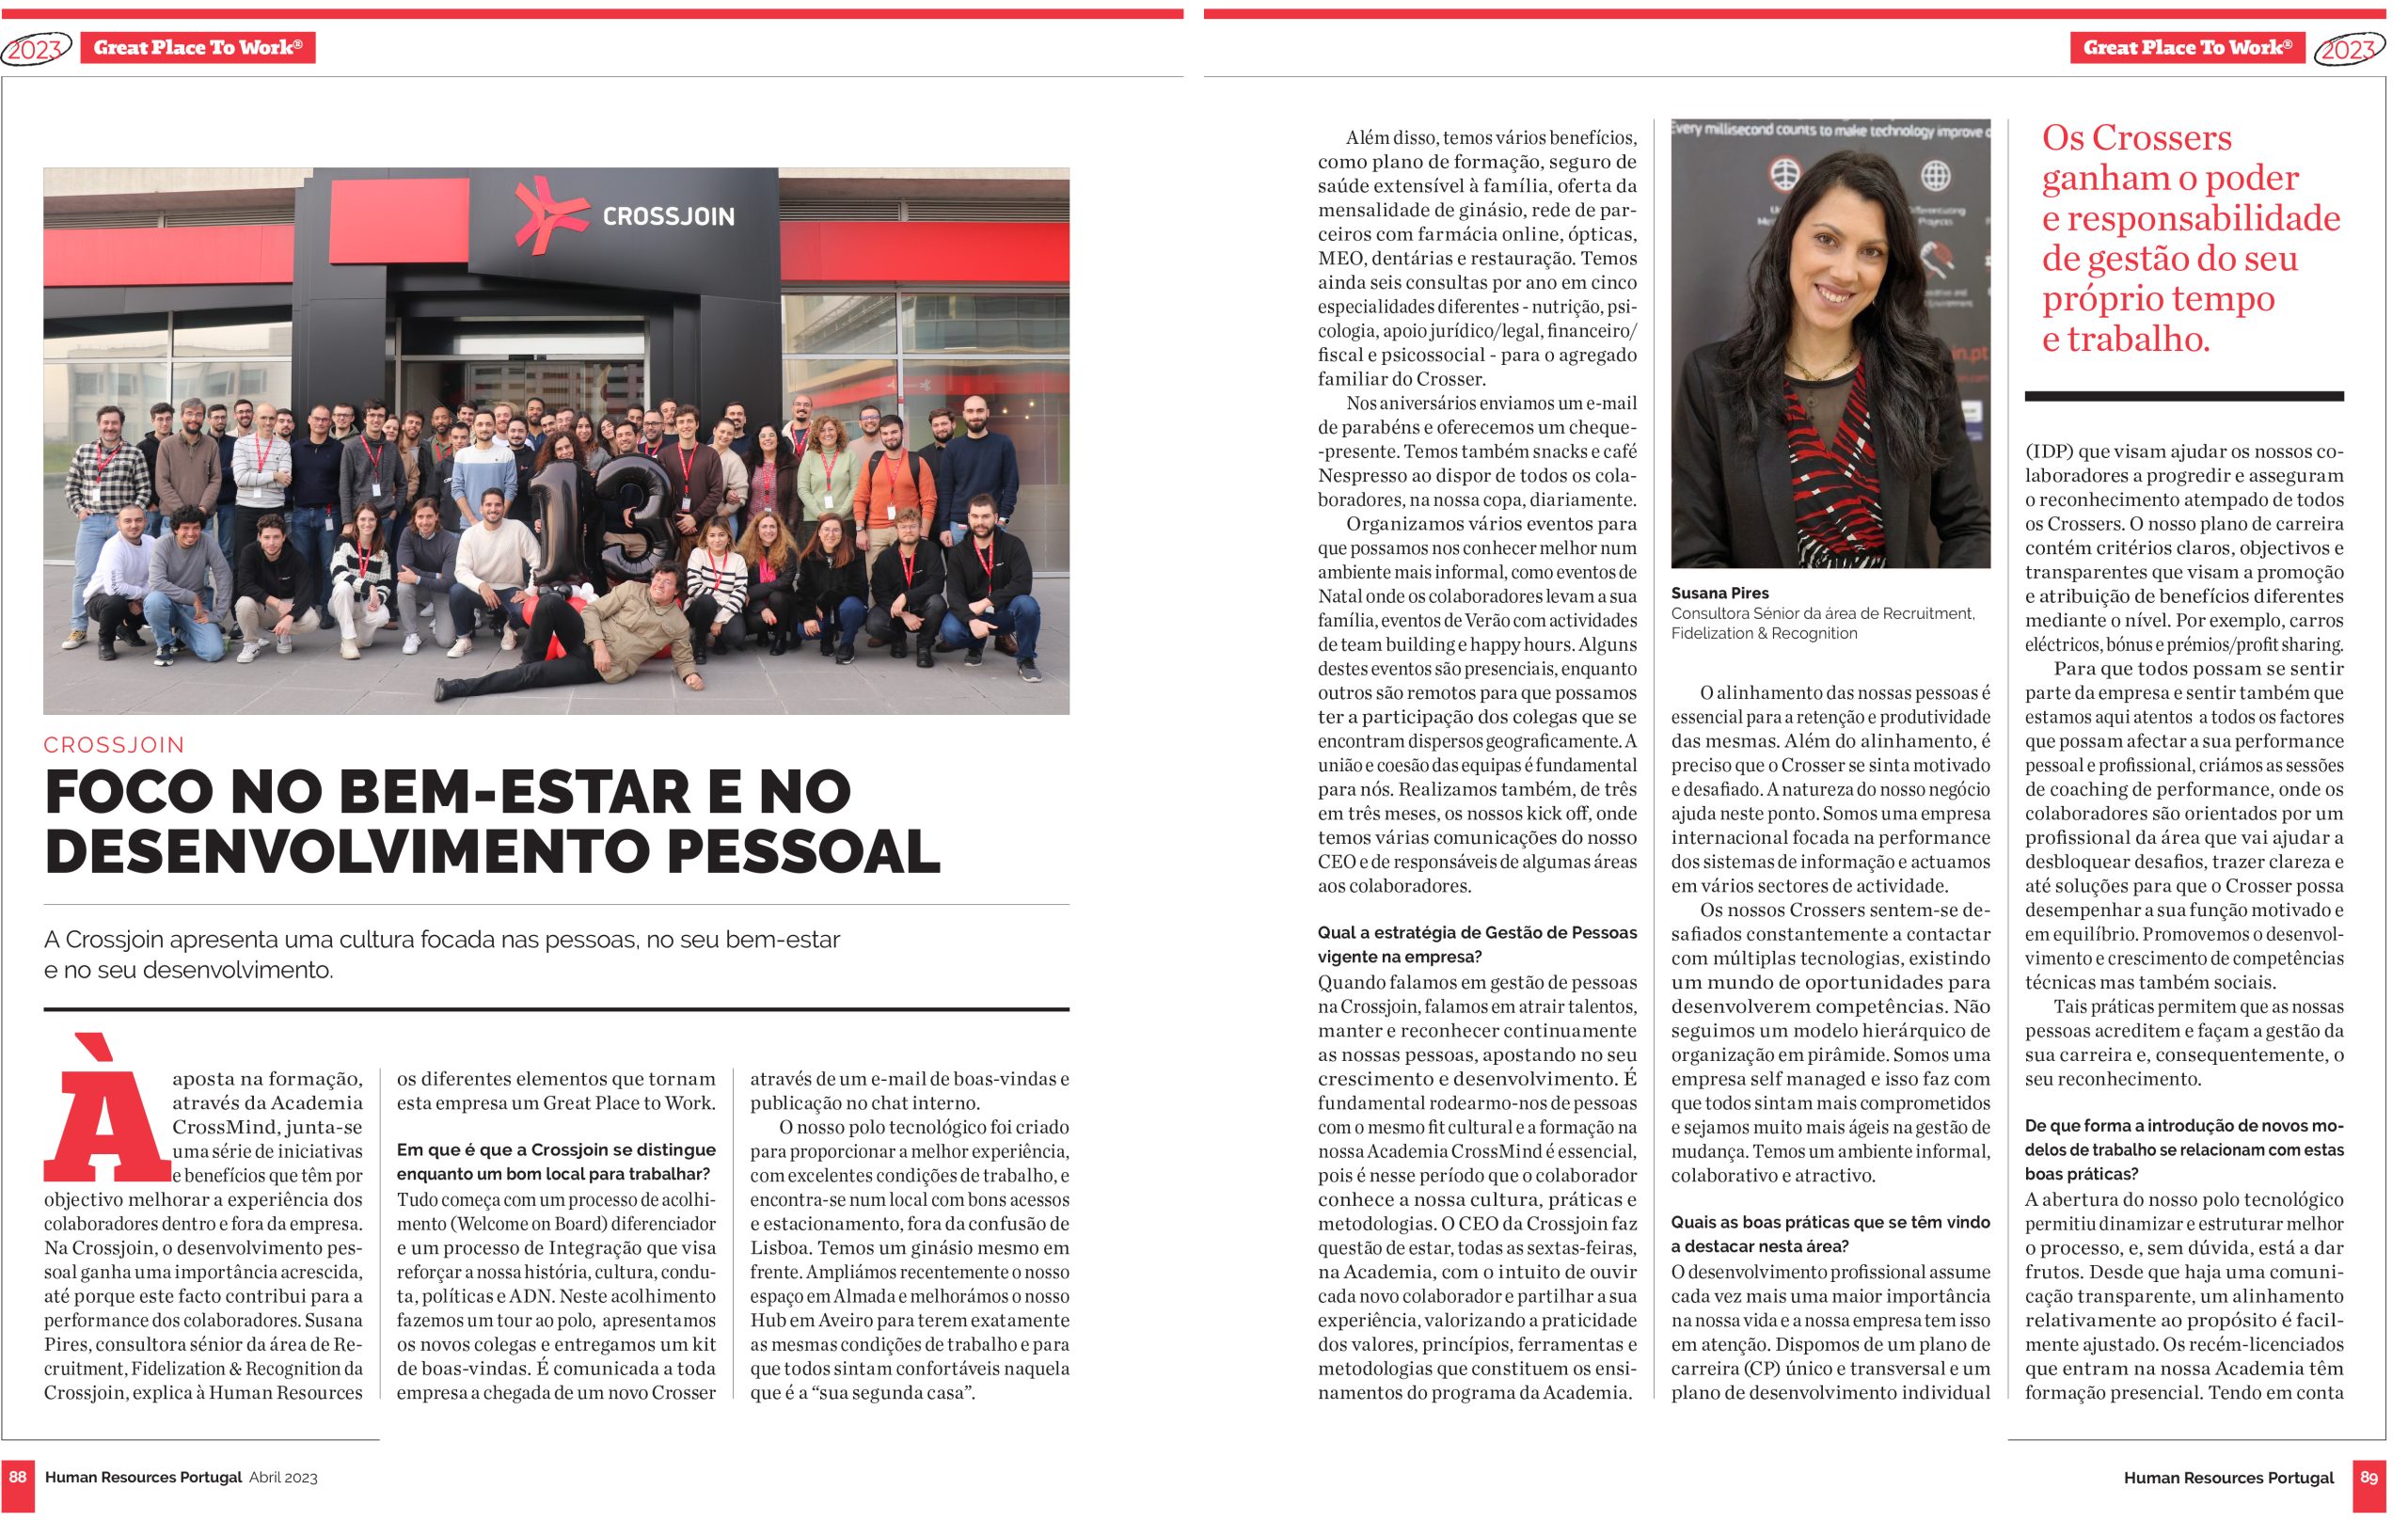 2023 Great Place To Work®
Great Place To Work® 2023
CROSSJOIN
13
CROSSJOIN
FOCO NO BEM-ESTAR E NO
DESENVOLVIMENTO PESSOAL
A Crossjoin apresenta uma cultura focada nas pessoas, no seu bem-estar
e no seu desenvolvimento.
À aposta na formação,
através da Academia
CrossMind, junta-se
uma série de iniciativas
e benefícios que têm por
objectivo melhorar a experiência dos
colaboradores dentro e fora da empresa.
Na Crossjoin, o desenvolvimento pes-
soal ganha uma importância acrescida,
até porque este facto contribui para a
performance dos colaboradores. Susana
Pires, consultora sénior da área de Re-
cruitment, Fidelization & Recognition da
Crossjoin, explica à Human Resources
os diferentes elementos que tornam
esta empresa um Great Place to Work.
Em que é que a Crossjoin se distingue
enquanto um bom local para trabalhar?
Tudo começa com um processo de acolhi-
mento (Welcome on Board) diferenciador
e um processo de Integração que visa
reforçar a nossa história, cultura, condu-
ta, políticas e ADN. Neste acolhimento
fazemos um tour ao polo, apresentamos
os novos colegas e entregamos um kit
de boas-vindas. É comunicada a toda
empresa a chegada de um novo Crosser
através de um e-mail de boas-vindas e
publicação no chat interno.
O nosso polo tecnológico foi criado
para proporcionar a melhor experiência,
com excelentes condições de trabalho, e
encontra-se num local com bons acessos
e estacionamento, fora da confusão de
Lisboa. Temos um ginásio mesmo em
frente. Ampliámos recentemente o nosso
espaço em Almada e melhorámos o nosso
Hub em Aveiro para terem exatamente
as mesmas condições de trabalho e para
que todos sintam confortáveis naquela
que é a “sua segunda casa”.
88 Human Resources Portugal Abril 2023
Além disso, temos vários benefícios,
como plano de formação, seguro de
saúde extensível à família, oferta da
mensalidade de ginásio, rede de par-
ceiros com farmácia online, ópticas,
MEO, dentárias e restauração. Temos
ainda seis consultas por ano em cinco
especialidades diferentes - nutrição, psi-
cologia, apoio jurídico/legal, financeiro/
fiscal e psicossocial - para o agregado
familiar do Crosser.
Nos aniversários enviamos um e-mail
de parabéns e oferecemos um cheque-
-presente. Temos também snacks e café
Nespresso ao dispor de todos os cola-
boradores, na nossa copa, diariamente.
Organizamos vários eventos para
que possamos nos conhecer melhor num
ambiente mais informal, como eventos de
Natal onde os colaboradores levam a sua
família, eventos de Verão com actividades
de team building e happy hours. Alguns
destes eventos são presenciais, enquanto
outros são remotos para que possamos
ter a participação dos colegas que se
encontram dispersos geograficamente. A
união e coesão das equipas é fundamental
para nós. Realizamos também, de três
em três meses, os nossos kick off, onde
temos várias comunicações do nosso
CEO e de responsáveis de algumas áreas
aos colaboradores.
Qual a estratégia de Gestão de Pessoas
vigente na empresa?
Quando falamos em gestão de pessoas
na Crossjoin, falamos em atrair talentos,
manter e reconhecer continuamente
as nossas pessoas, apostando no seu
crescimento e desenvolvimento. É
fundamental rodearmo-nos de pessoas
com o mesmo fit cultural e a formação na
nossa Academia CrossMind é essencial,
pois é nesse período que o colaborador
conhece a nossa cultura, práticas e
metodologias. O CEO da Crossjoin faz
questão de estar, todas as sextas-feiras,
na Academia, com o intuito de ouvir
cada novo colaborador e partilhar a sua
experiência, valorizando a praticidade
dos valores, princípios, ferramentas e
metodologias que constituem os ensi-
namentos do programa da Academia.
Every millisecond counts to make technology improve
Differentiating
Projects
Susana Pires
Consultora Sénior da área de Recruitment,
Fidelization & Recognition
O alinhamento das nossas pessoas é
essencial para a retenção e produtividade
das mesmas. Além do alinhamento, é
preciso que o Crosser se sinta motivado
e desafiado. A natureza do nosso negócio
ajuda neste ponto. Somos uma empresa
internacional focada na performance
dos sistemas de informação e actuamos
em vários sectores de actividade.
Os nossos Crossers sentem-se de-
safiados constantemente a contactar
com múltiplas tecnologias, existindo
um mundo de oportunidades para
desenvolverem competências. Não
seguimos um modelo hierárquico de
organização em pirâmide. Somos uma
empresa self managed e isso faz com
que todos sintam mais comprometidos
e sejamos muito mais ágeis na gestão de
mudança. Temos um ambiente informal,
colaborativo e atractivo.
Quais as boas práticas que se têm vindo
a destacar nesta área?
O desenvolvimento profissional assume
cada vez mais uma maior importância
na nossa vida e a nossa empresa tem isso
em atenção. Dispomos de um plano de
carreira (CP) único e transversal e um
plano de desenvolvimento individual
Os Crossers
ganham o poder
e responsabilidade
de gestão do seu
próprio tempo
e trabalho.
(IDP) que visam ajudar os nossos co-
laboradores a progredir e asseguram
o reconhecimento atempado de todos
os Crossers. O nosso plano de carreira
contém critérios claros, objectivos e
transparentes que visam a promoção
e atribuição de benefícios diferentes
mediante o nível. Por exemplo, carros
eléctricos, bónus e prémios/profit sharing.
Para que todos possam se sentir
parte da empresa e sentir também que
estamos aqui atentos a todos os factores
que possam afectar a sua performance
pessoal e profissional, criámos as sessões
de coaching de performance, onde os
colaboradores são orientados por um
profissional da área que vai ajudar a
desbloquear desafios, trazer clareza e
até soluções para que o Crosser possa
desempenhar a sua função motivado e
em equilíbrio. Promovemos o desenvol-
vimento e crescimento de competências
técnicas mas também sociais.
Tais práticas permitem que as nossas
pessoas acreditem e façam a gestão da
sua carreira e, consequentemente, o
seu reconhecimento.
De que forma a introdução de novos mo-
delos de trabalho se relacionam com estas
boas práticas?
A abertura do nosso polo tecnológico
permitiu dinamizar e estruturar melhor
o processo, e, sem dúvida, está a dar
frutos. Desde que haja uma comuni-
cação transparente, um alinhamento
relativamente ao propósito é facil-
mente ajustado. Os recém-licenciados
que entram na nossa Academia têm
formação presencial. Tendo em conta
Human Resources Portugal 89